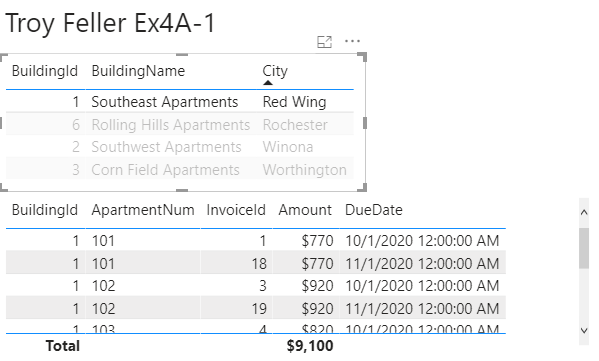 Troy Feller Ex4A-1
BuildingId BuildingName City
1 Southeast Apartments Red Wing
6 Rolling Hills Apartments Rochester
2 Southwest Apartments Winona
3 Corn Field Apartments Worthington
BuildingId ApartmentNum InvoiceId Amount DueDate
1 101 1 $770 10/1/2020 12:00:00 AM
1 101 18 $770 11/1/2020 12:00:00 AM
1 102 3 $920 10/1/2020 12:00:00 AM
1 102 19 $920 11/1/2020 12:00:00 AM
1 103 4 $820 10/1/2020 12:00:00 AM
Total $9,100